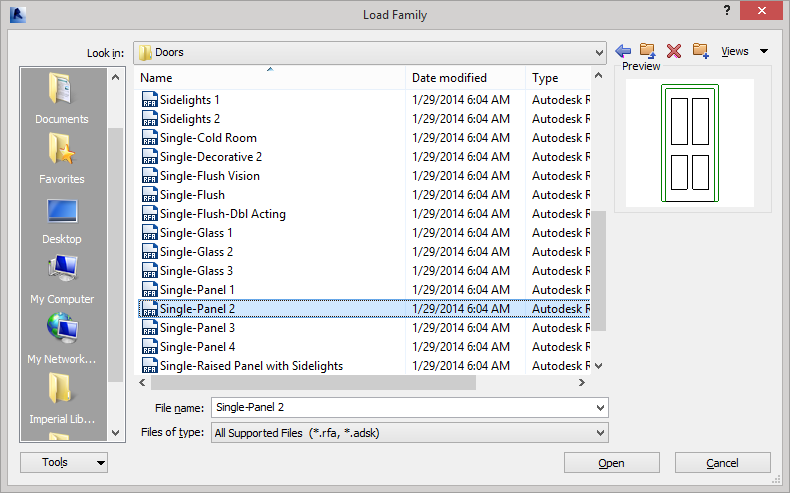 Load Family
?
Look in: Doors
Views
Name Date modified Type
Preview
Sidelights 1 1/29/2014 6:04 AM Autodesk R
Sidelights 2 1/29/2014 6:04 AM Autodesk R
Single-Cold Room 1/29/2014 6:04 AM Autodesk R
Single-Decorative 2 1/29/2014 6:04 AM Autodesk R
Single-Flush Vision 1/29/2014 6:04 AM Autodesk R
Single-Flush 1/29/2014 6:04 AM Autodesk R
Single-Flush-Dbl Acting 1/29/2014 6:04 AM Autodesk R
Single-Glass 1 1/29/2014 6:04 AM Autodesk R
Single-Glass 2 1/29/2014 6:04 AM Autodesk R
Single-Glass 3 1/29/2014 6:04 AM Autodesk R
Single-Panel 1 1/29/2014 6:04 AM Autodesk R
Single-Panel 2 1/29/2014 6:04 AM Autodesk R
Single-Panel 3 1/29/2014 6:04 AM Autodesk R
Single-Panel 4 1/29/2014 6:04 AM Autodesk R
Single-Raised Panel with Sidelights 1/29/2014 6:04 AM Autodesk R
Documents
Favorites
Desktop
My Computer
My Network...
Imperial Lib...
File name: Single-Panel 2
Files of type: All Supported Files (*.rfa, *.adsk)
Tools
Open
Cancel